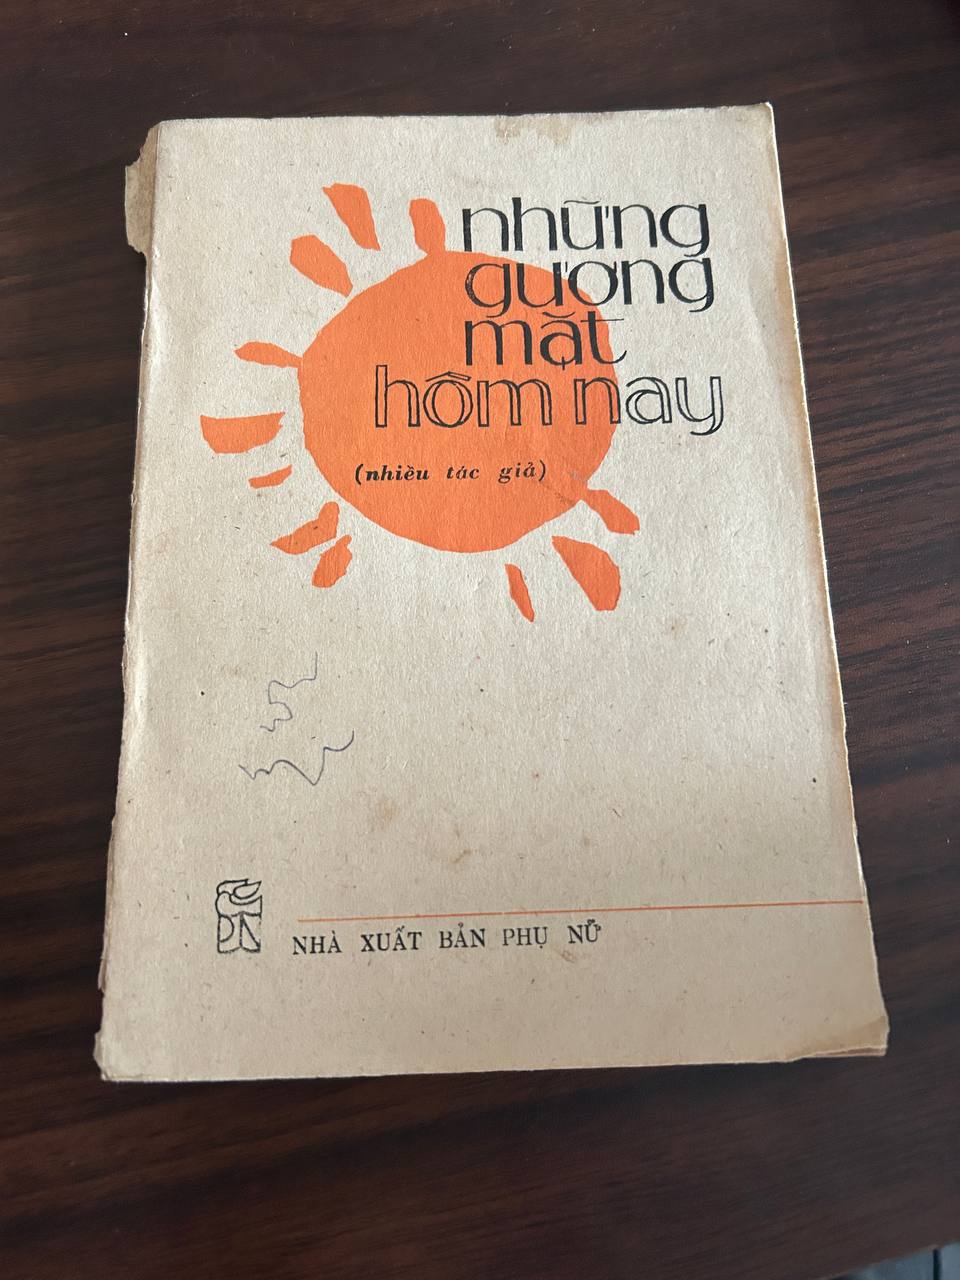 những
gương
mặt
hôm nay
(nhiều tác giả)
NHÀ XUẤT BẢN PHỤ NỮ